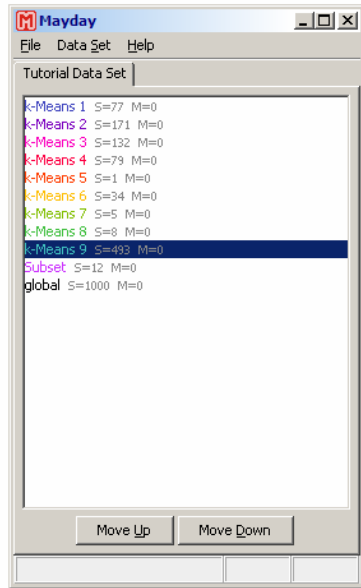 Mayday
File Data Set Help
Tutorial Data Set
k-Means 1 S=77 M=0
k-Means 2 S=171 M=0
k-Means 3 S=132 M=0
k-Means 4 S=79 M=0
k-Means 5 S=1 M=0
k-Means 6 S=34 M=0
k-Means 7 S=5 M=0
k-Means 8 S=8 M=0
k-Means 9 S=493 M=0
Subset S=12 M=0
global S=1000 M=0
Move Up Move Down